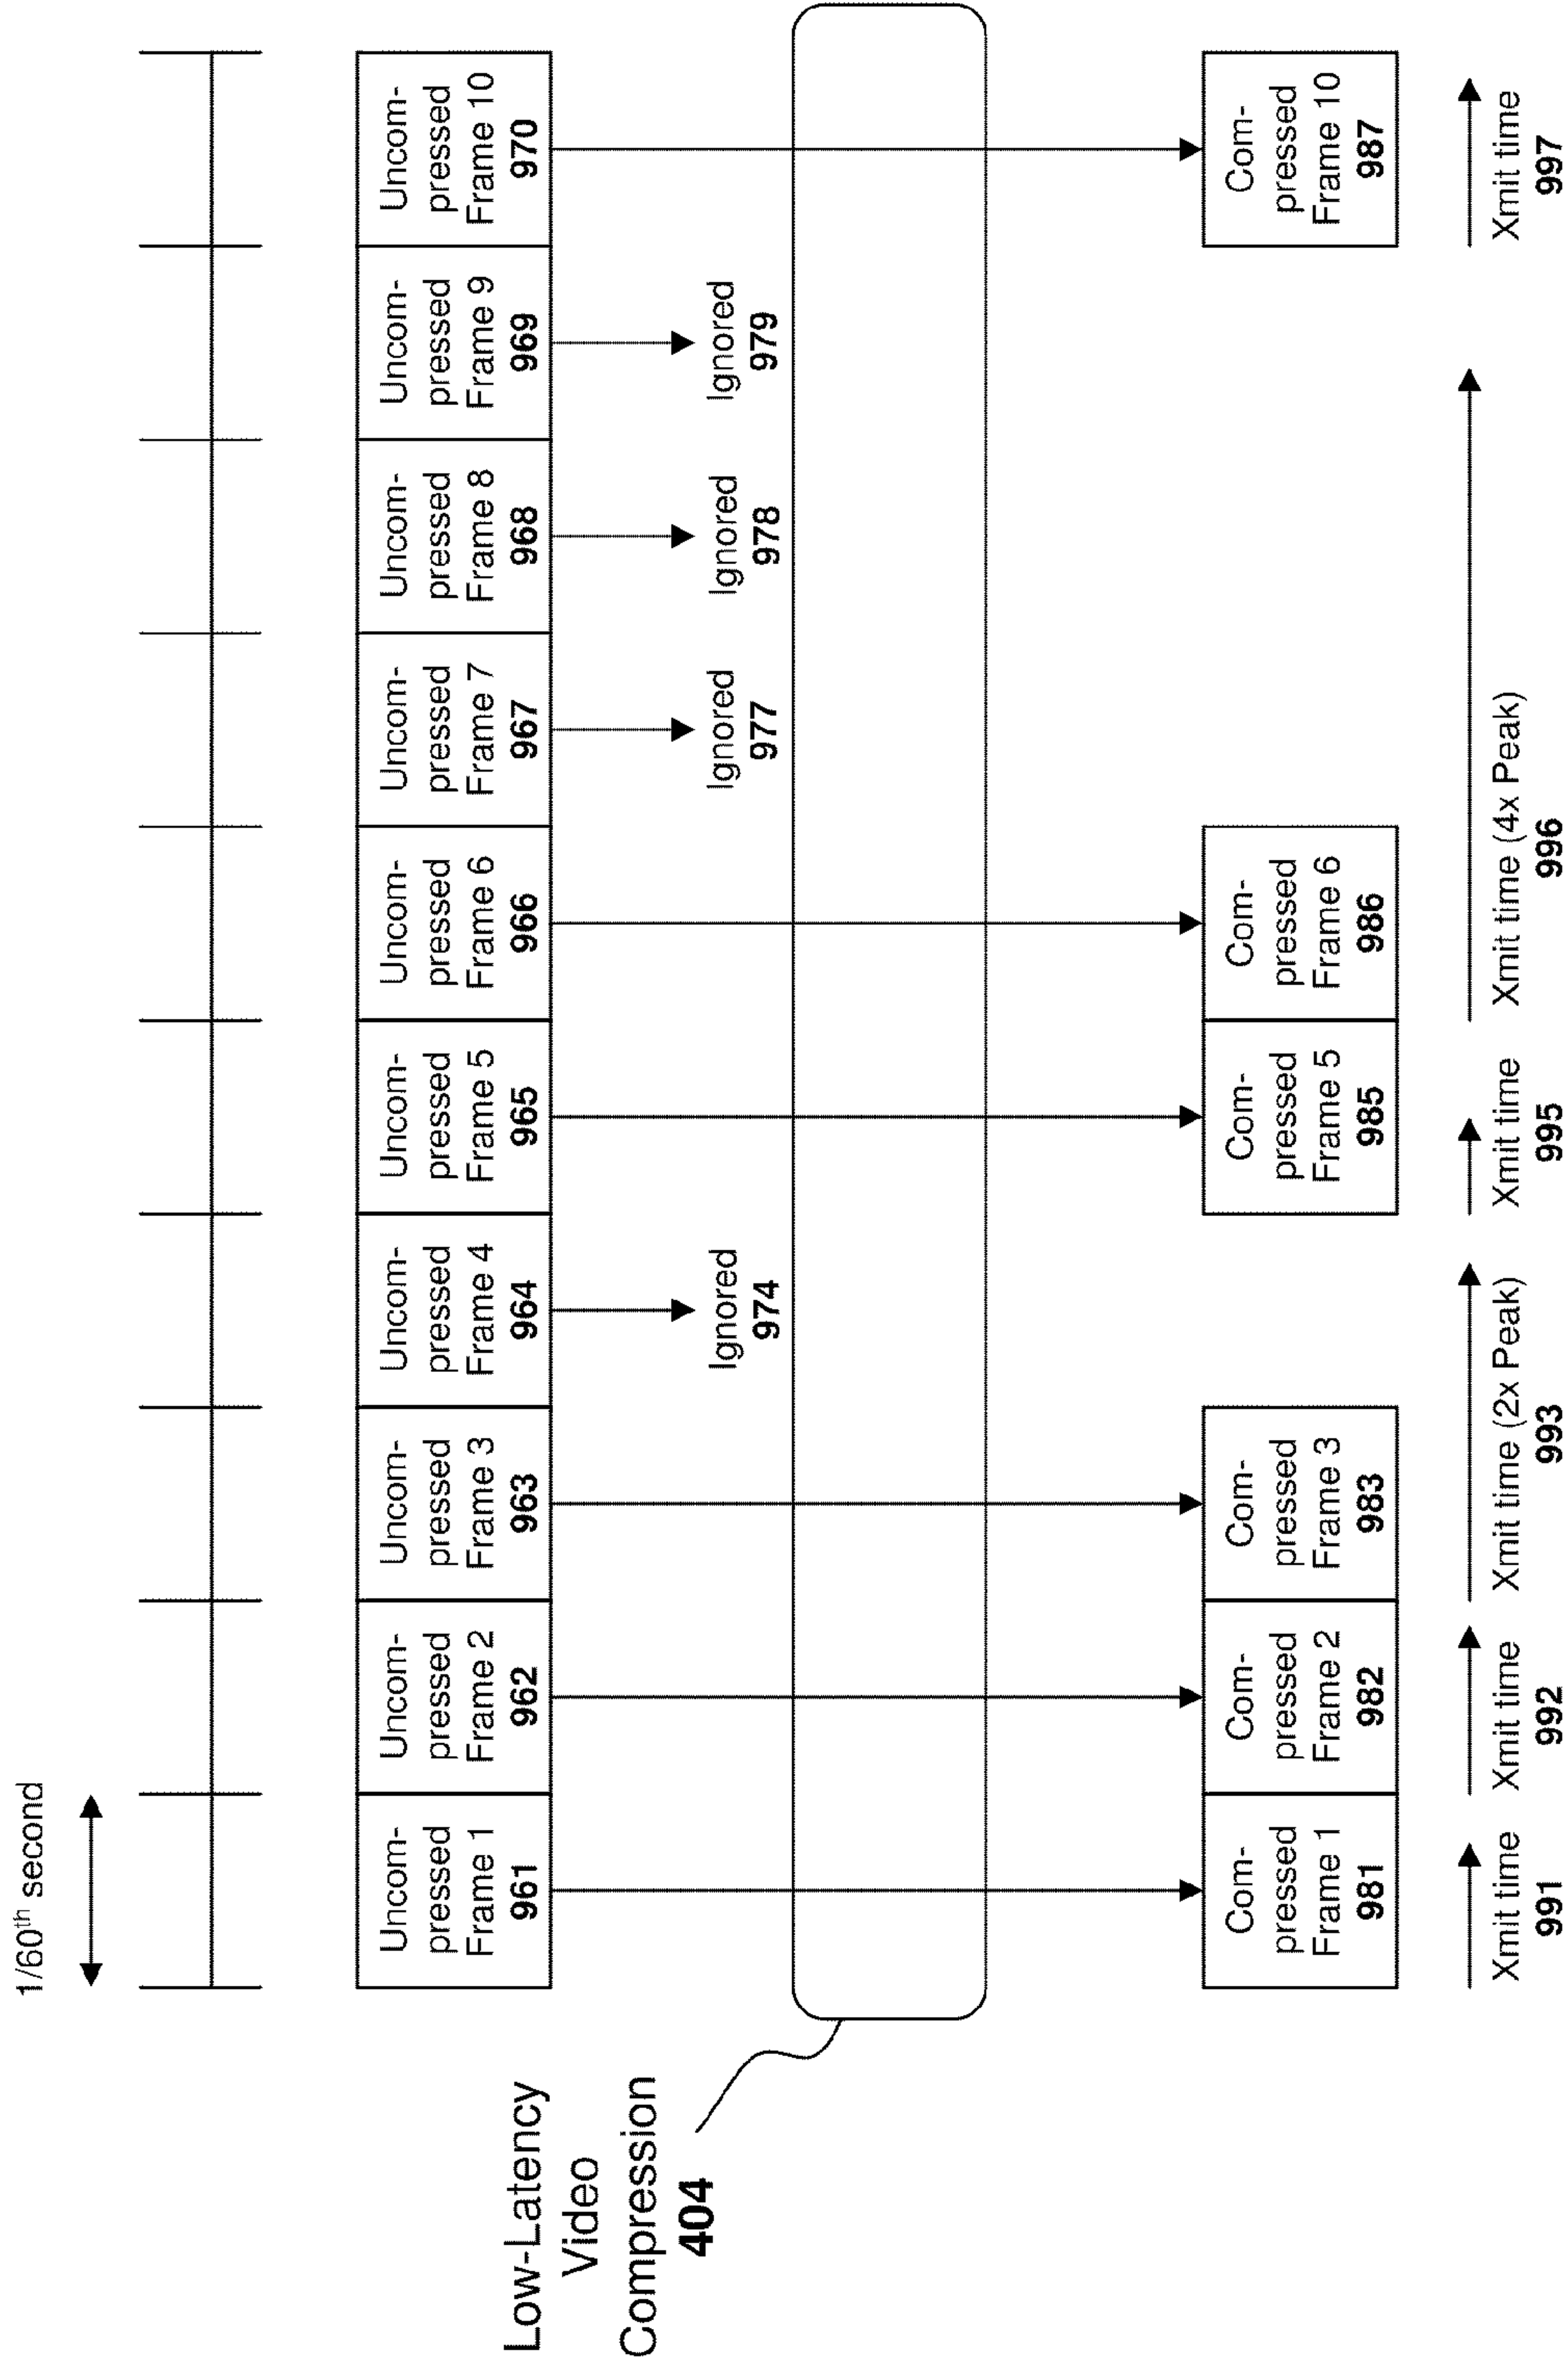 1/60th second
Uncom-
pressed
Frame 1
961
Uncom-
pressed
Frame 2
962
Uncom-
pressed
Frame 3
963
Uncom-
pressed
Frame 4
964
Uncom-
pressed
Frame 5
965
Uncom-
pressed
Frame 6
966
Uncom-
pressed
Frame 7
967
Uncom-
pressed
Frame 8
968
Uncom-
pressed
Frame 9
969
Uncom-
pressed
Frame 10
970
Ignored
974
Ignored
977
Ignored
978
Ignored
979
Low-Latency
Video
Compression
404
Com-
pressed
Frame 1
981
Com-
pressed
Frame 2
982
Com-
pressed
Frame 3
983
Com-
pressed
Frame 5
985
Com-
pressed
Frame 6
986
Com-
pressed
Frame 10
987
Xmit time
991
Xmit time
992
Xmit time (2x Peak)
993
Xmit time
995
Xmit time (4x Peak)
996
Xmit time
997